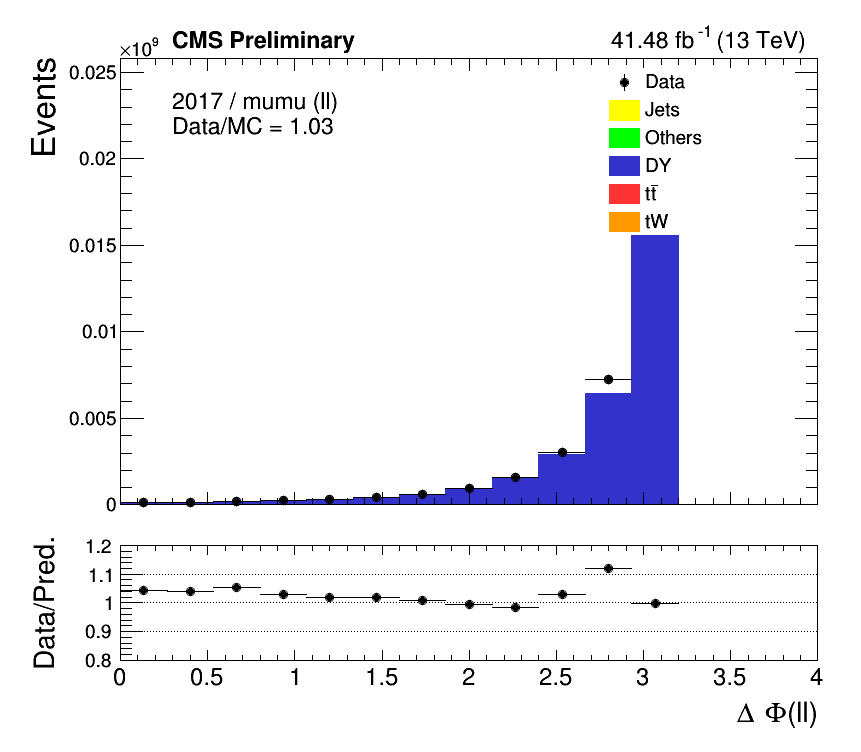 ×10⁹ CMS Preliminary 41.48 fb⁻¹ (13 TeV)
Events
0.025
0.02
0.015
0.01
0.005
0
2017 / mumu (ll)
Data/MC = 1.03
Data
Jets
Others
DY
tt̄
tW
Data/Pred.
1.2
1.1
1
0.9
0.8
0 0.5 1 1.5 2 2.5 3 3.5 4
Δ Φ(ll)